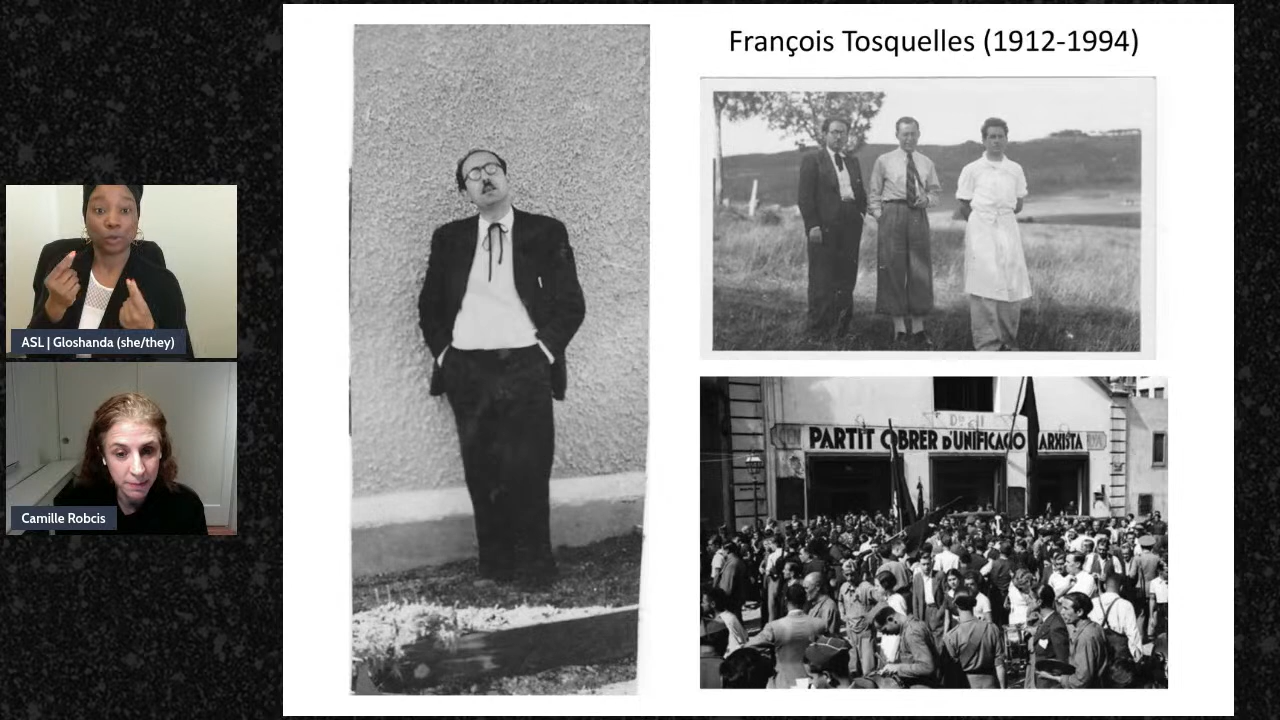 François Tosquelles (1912-1994)
PARTIT OBRER D'UNIFICACIO MARXISTA
ASL | Gloshanda (she/they)
Camille Robcis